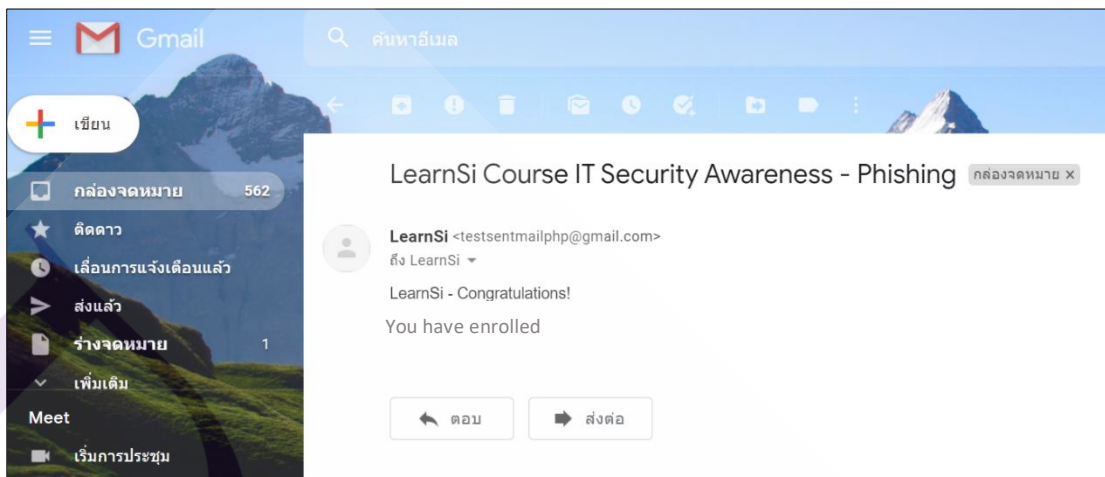 Gmail
ค้นหาอีเมล
เขียน
กล่องจดหมาย 562
ติดดาว
เลื่อนการแจ้งเตือนแล้ว
ส่งแล้ว
ร่างจดหมาย 1
เพิ่มเติม
Meet
เริ่มการประชุม
LearnSi Course IT Security Awareness - Phishing กล่องจดหมาย x
LearnSi <testsentmailphp@gmail.com>
ถึง LearnSi
LearnSi - Congratulations!
You have enrolled
ตอบ ส่งต่อ